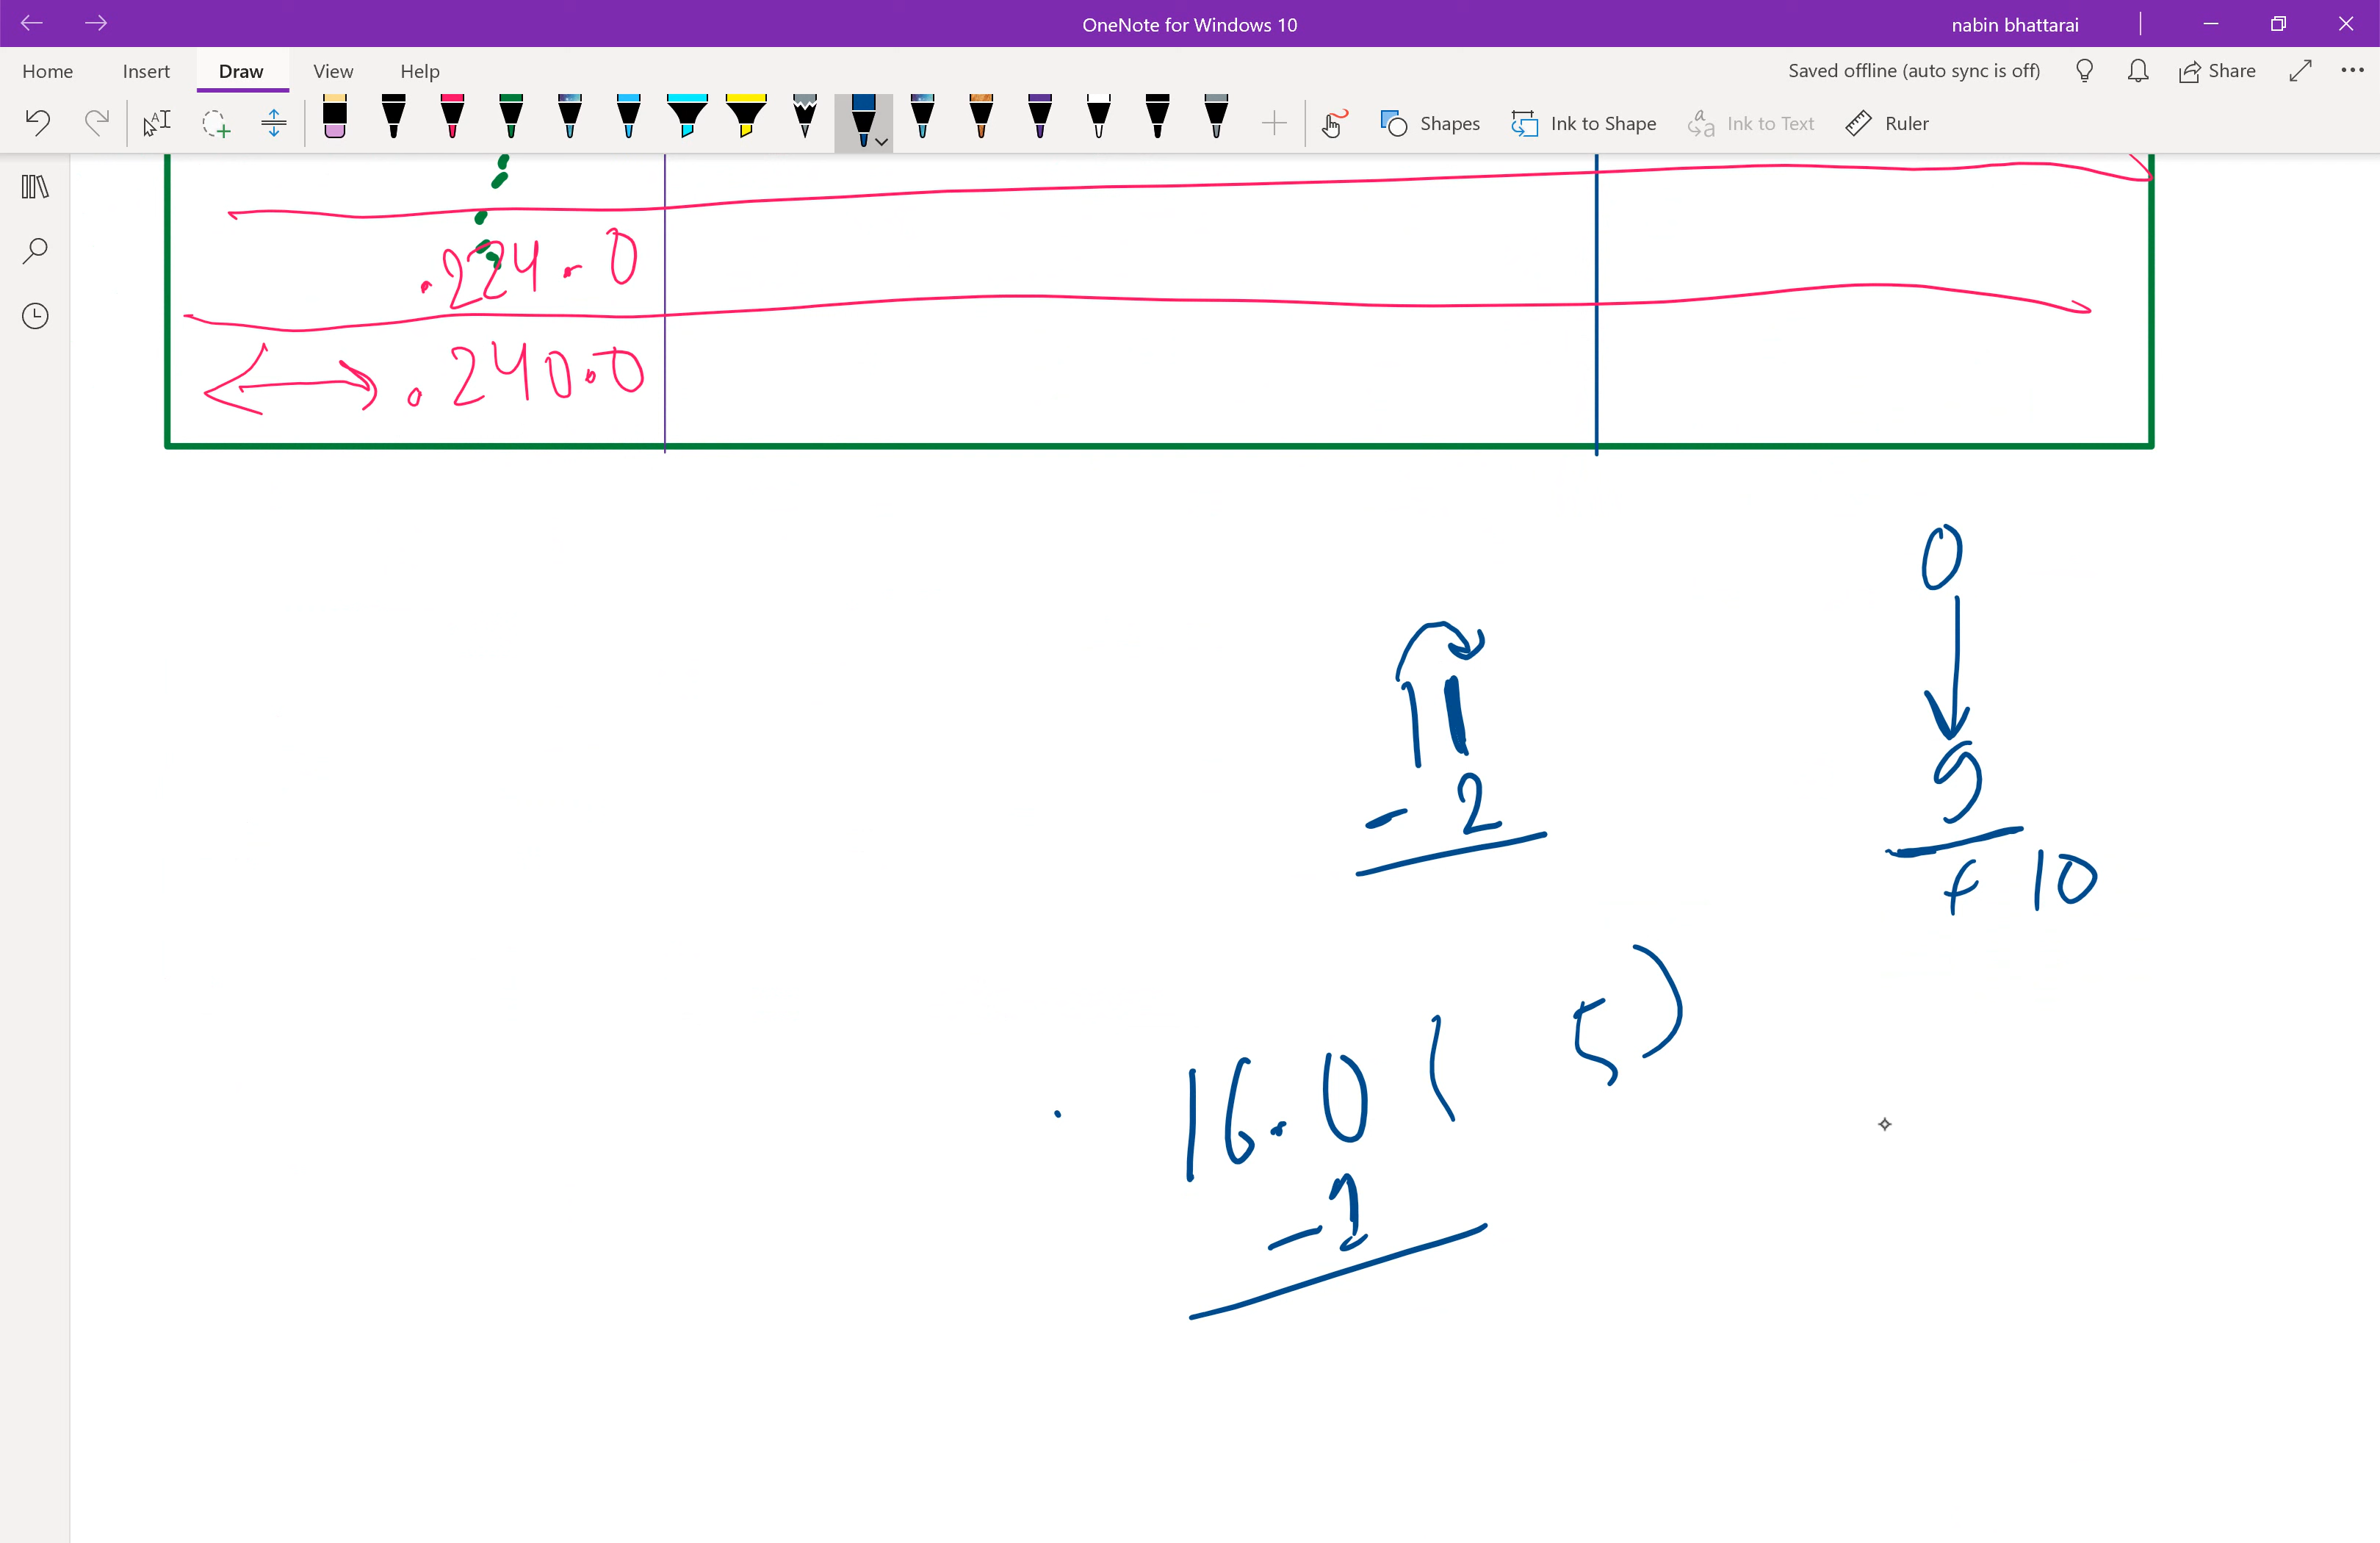 OneNote for Windows 10
nabin bhattarai
Home Insert Draw View Help
Saved offline (auto sync is off)
Share
Shapes
Ink to Shape
Ink to Text
Ruler
.224.0
.240.0
0
11
- 2
9
10
16.0 ( 5)